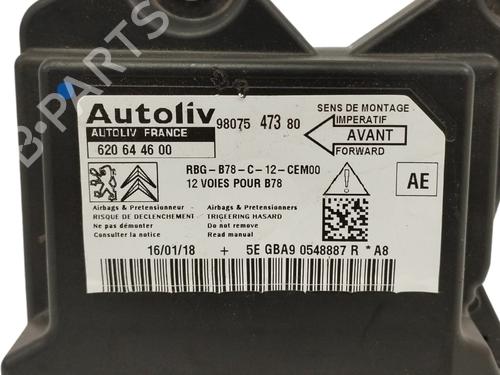 B-PARTS
Autoliv
AUTOLIV FRANCE
620 64 46 00
98075 473 80
SENS DE MONTAGE
IMPERATIF
AVANT
FORWARD
RBG-B78-C-12-CEM00
12 VOIES POUR B78
AE
Airbags & Pretensionneur
RISQUE DE DECLENCHEMENT
Ne pas démonter
Consulter la notice
Airbags & Pretensioners
TRIGEERING HASARD
Do not remove
Read manual
16/01/18 + 5E GBA9 0548887 R *A8